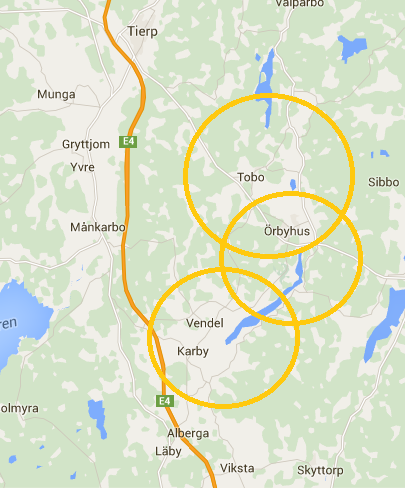 Valparbo
Tierp
Munga
E4
Gryttjom
Yvre
Tobo
Sibbo
Månkarbo
Örbyhus
ren
Vendel
Karby
E4
olmyra
Alberga
Läby
Viksta
Skyttorp